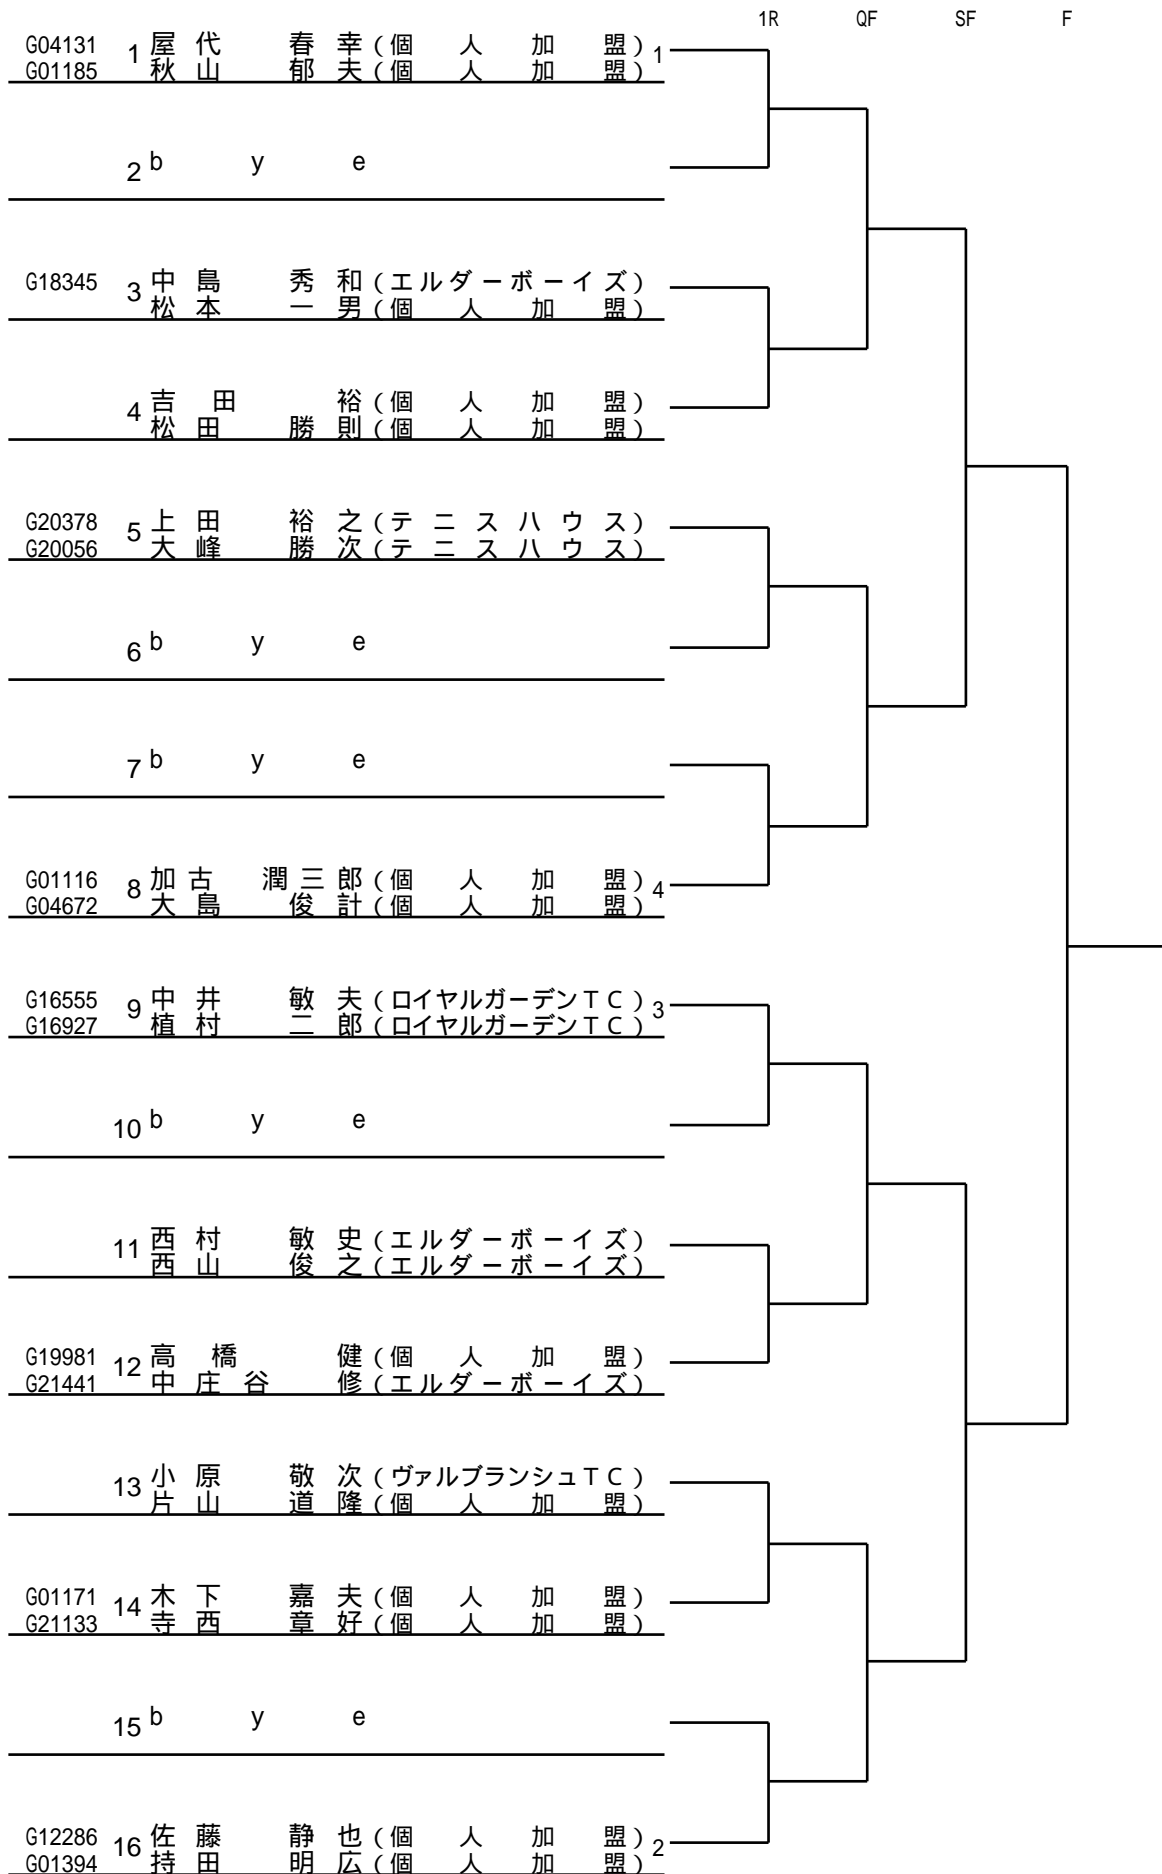 1R QF SF F
G04131 1 屋代 春幸(個人加盟) 1
G01185 秋山 郁夫(個人加盟)
2 bye
G18345 3 中島 秀和(エルダーボーイズ)
松本 一男(個人加盟)
4 吉田 裕(個人加盟)
松田 勝則(個人加盟)
G20378 5 上田 裕之(テニスハウス)
G20056 大峰 勝次(テニスハウス)
6 bye
7 bye
G01116 8 加古 潤三郎(個人加盟) 4
G04672 大島 俊計(個人加盟)
G16555 9 中井 敏夫(ロイヤルガーデンTC) 3
G16927 植村 二郎(ロイヤルガーデンTC)
10 bye
11 西村 敏史(エルダーボーイズ)
西山 俊之(エルダーボーイズ)
G19981 12 高橋 健(個人加盟)
G21441 中庄谷 修(エルダーボーイズ)
13 小原 敬次(ヴァルブランシュTC)
片山 道隆(個人加盟)
G01171 14 木下 嘉夫(個人加盟)
G21133 寺西 章好(個人加盟)
15 bye
G12286 16 佐藤 静也(個人加盟) 2
G01394 持田 明広(個人加盟)